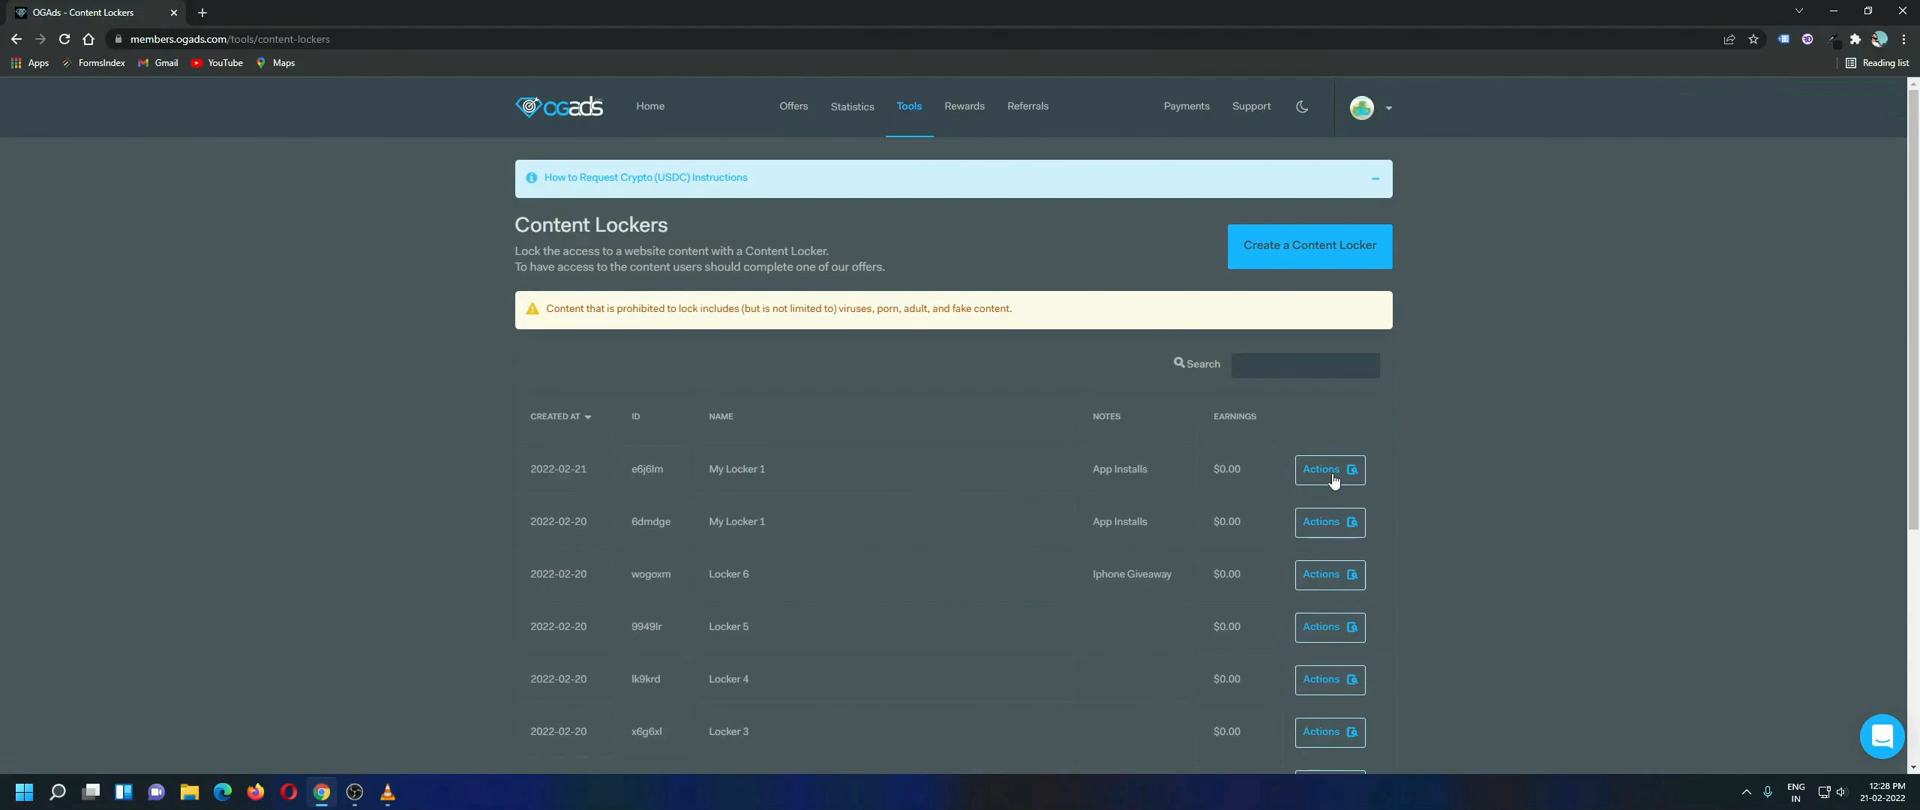 OGAds - Content Lockers
members.ogads.com/tools/content-lockers
Apps FormsIndex Gmail YouTube Maps Reading list
OGads Home Offers Statistics Tools Rewards Referrals Payments Support
How to Request Crypto (USDC) Instructions
Content Lockers
Lock the access to a website content with a Content Locker.
To have access to the content users should complete one of our offers.
Create a Content Locker
Content that is prohibited to lock includes (but is not limited to) viruses, porn, adult, and fake content.
Search
CREATED AT ID NAME NOTES EARNINGS
2022-02-21 e6j6lm My Locker 1 App Installs $0.00 Actions
2022-02-20 6dmdge My Locker 1 App Installs $0.00 Actions
2022-02-20 wogoxm Locker 6 Iphone Giveaway $0.00 Actions
2022-02-20 9949lr Locker 5 $0.00 Actions
2022-02-20 lk9krd Locker 4 $0.00 Actions
2022-02-20 x6g6xl Locker 3 $0.00 Actions
ENG
IN
12:28 PM
21-02-2022